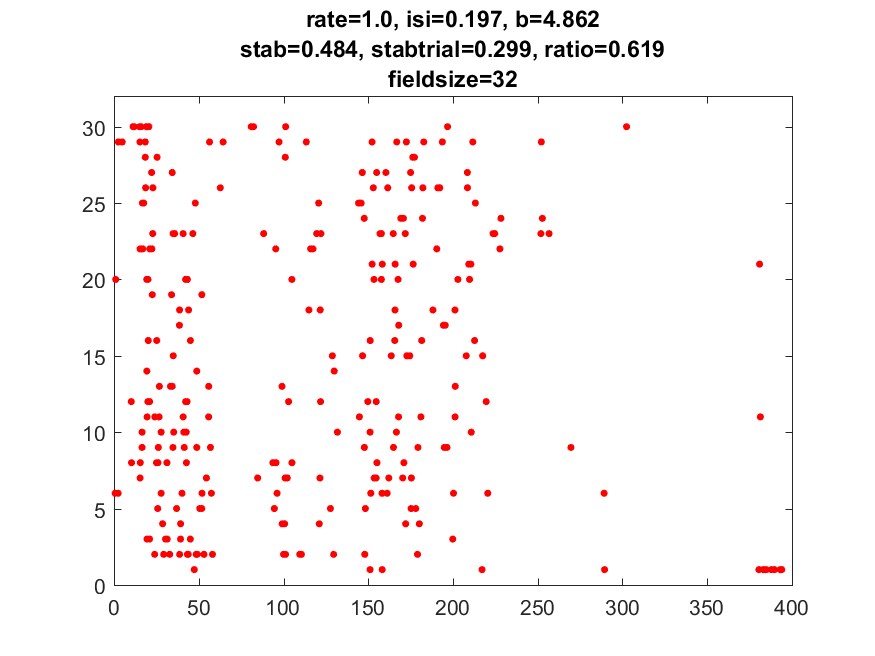 rate=1.0, isi=0.197, b=4.862
stab=0.484, stabtrial=0.299, ratio=0.619
fieldsize=32
30
25
20
15
10
5
0
0 50 100 150 200 250 300 350 400